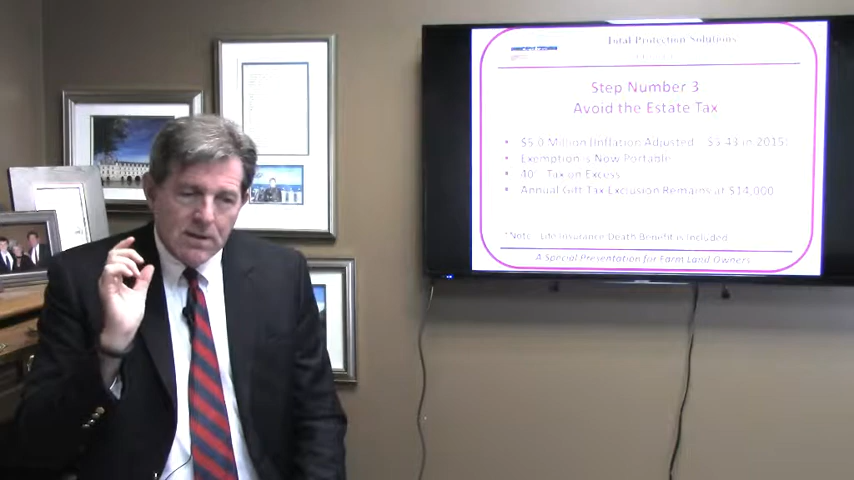 Total Protection Solutions
Step Number 3
Avoid the Estate Tax
• $5.0 Million (Inflation Adjusted - $5.43 in 2015)
• Exemption is Now Portable
• 40% Tax on Excess
• Annual Gift Tax Exclusion Remains at $14,000
*Note: Life Insurance Death Benefit is Included
A Special Presentation for Farm Land Owners